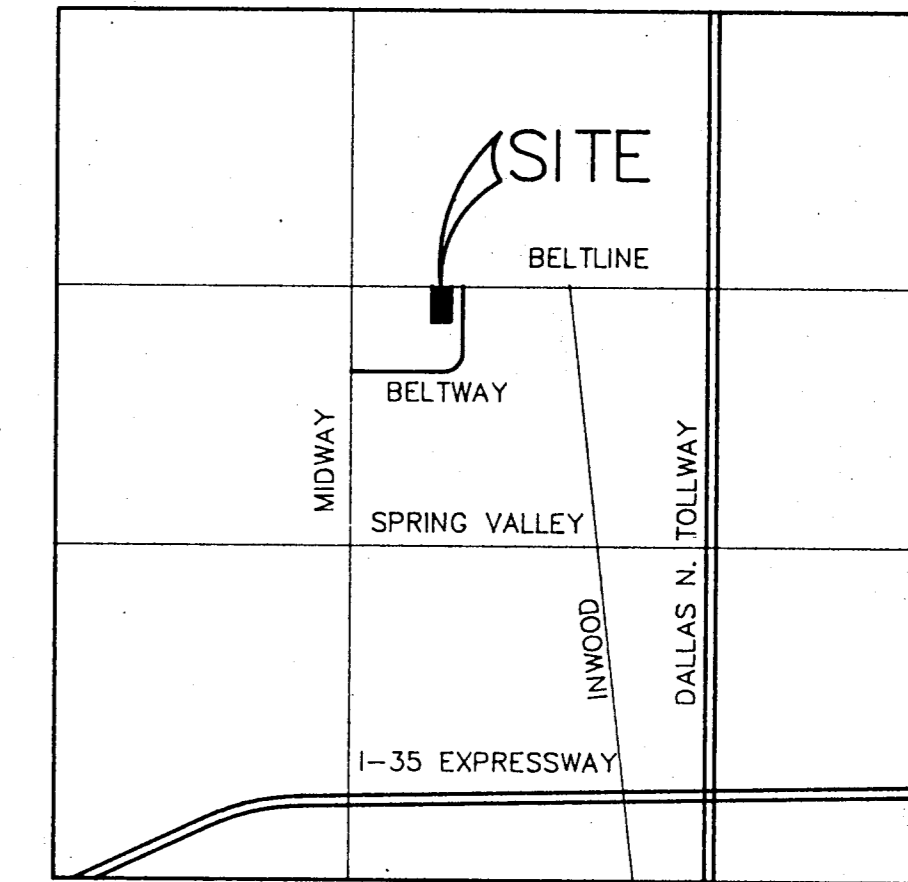 SITE
BELTLINE
BELTWAY
MIDWAY
SPRING VALLEY
DALLAS N. TOLLWAY
INWOOD
I-35 EXPRESSWAY